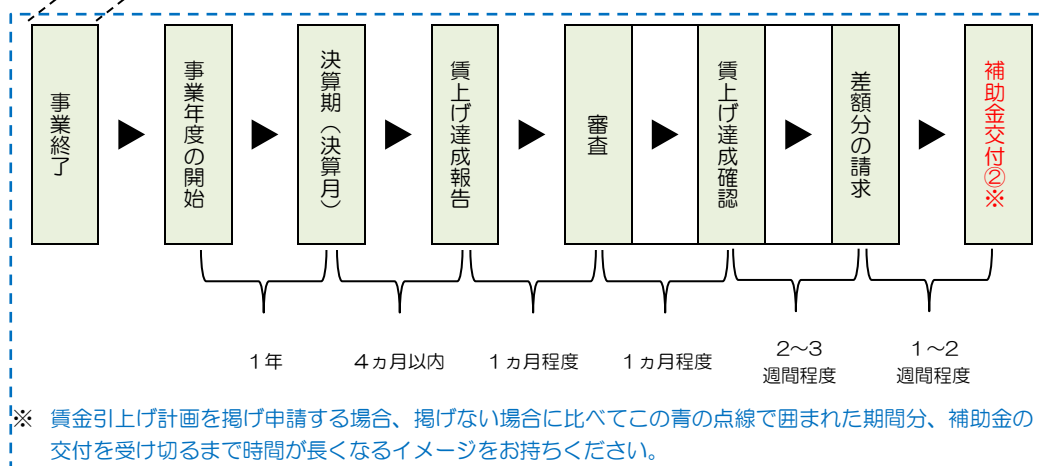 事業終了
事業年度の開始
決算期（決算月）
賃上げ達成報告
審査
賃上げ達成確認
差額分の請求
補助金交付②※
１年
４ヵ月以内
１ヵ月程度
１ヵ月程度
２～３
週間程度
１～２
週間程度
※ 賃金引上げ計画を掲げ申請する場合、掲げない場合に比べてこの青の点線で囲まれた期間分、補助金の
交付を受け切るまで時間が長くなるイメージをお持ちください。